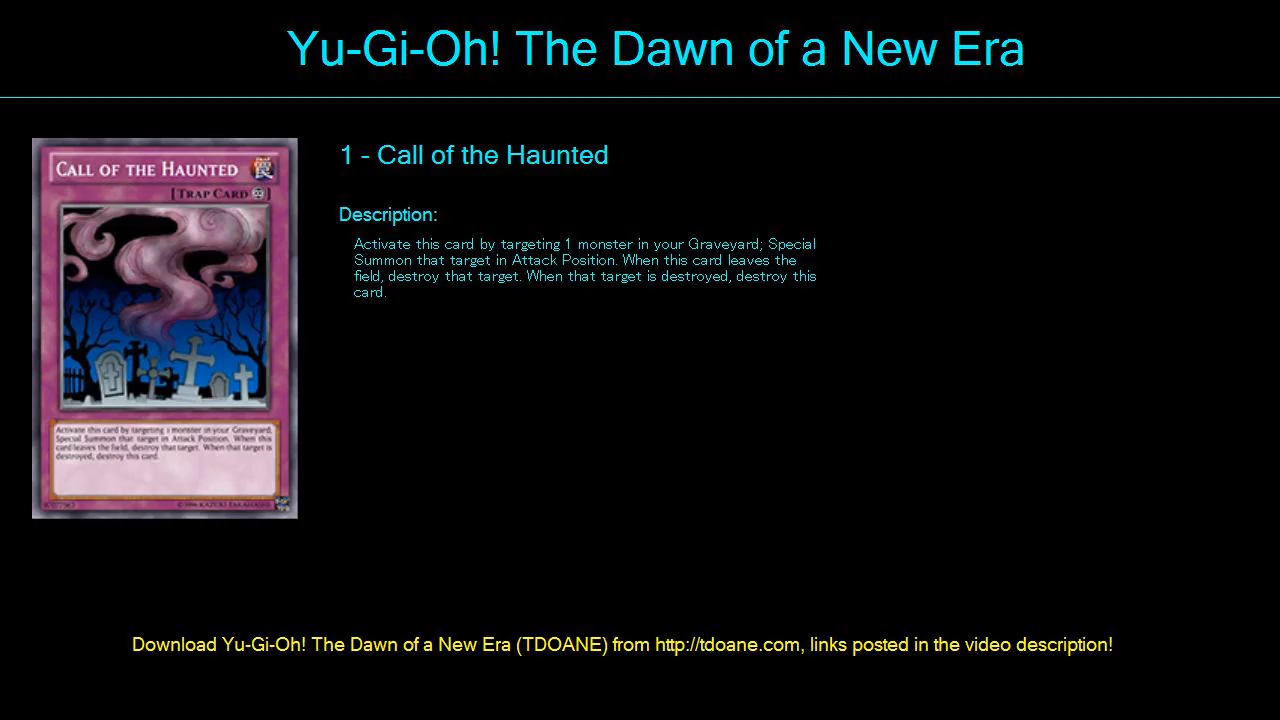 Yu-Gi-Oh! The Dawn of a New Era
CALL OF THE HAUNTED
[TRAP CARD]
Activate this card by targeting 1 monster in your Graveyard;
Special Summon that target in Attack Position. When this
card leaves the field, destroy that target. When that target is
destroyed, destroy this card.
©1996 KAZUKI TAKAHASHI
1 - Call of the Haunted
Description:
Activate this card by targeting 1 monster in your Graveyard; Special
Summon that target in Attack Position. When this card leaves the
field, destroy that target. When that target is destroyed, destroy this
card.
Download Yu-Gi-Oh! The Dawn of a New Era (TDOANE) from http://tdoane.com, links posted in the video description!